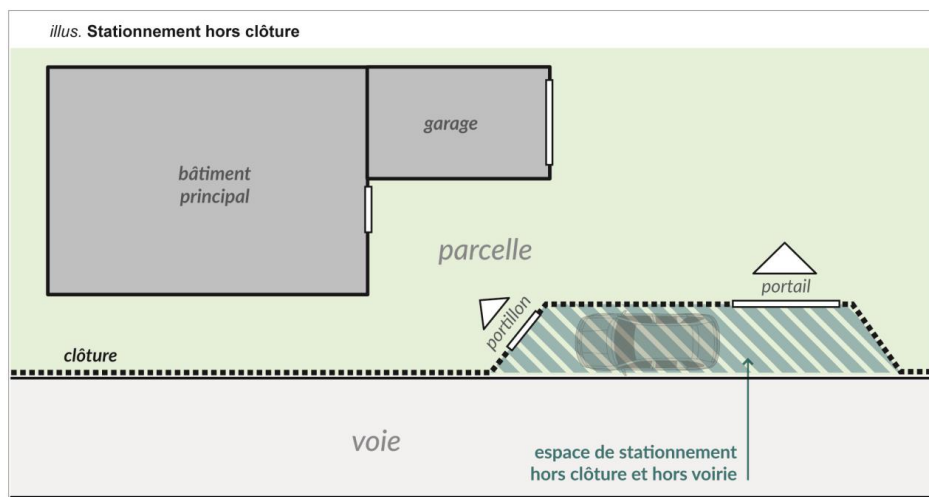 illus. Stationnement hors clôture
garage
bâtiment
principal
parcelle
portail
portillon
clôture
voie
espace de stationnement
hors clôture et hors voirie